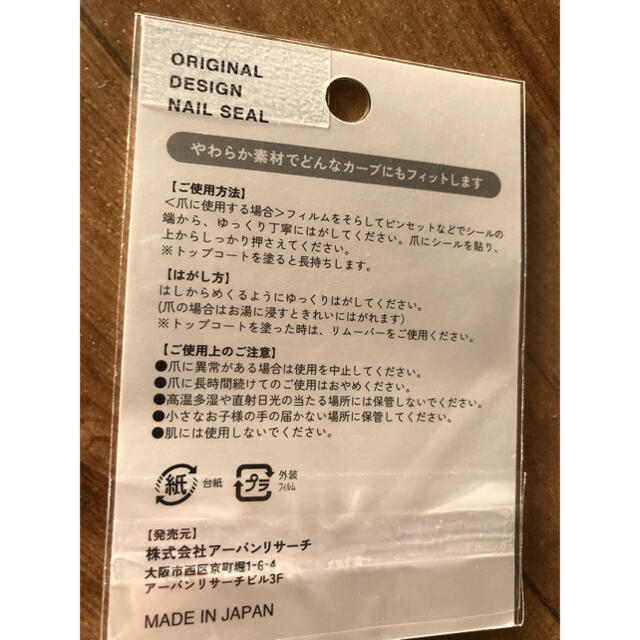 ORIGINAL
DESIGN
NAIL SEAL
やわらか素材でどんなカーブにもフィットします
【ご使用方法】
＜爪に使用する場合＞フィルムをそらしてピンセットなどでシールの
端から、ゆっくり丁寧にはがしてください。爪にシールを貼り、
上からしっかり押さえてください。
※トップコートを塗ると長持ちします。
【はがし方】
はしからめくるようにゆっくりはがしてください。
(爪の場合はお湯に浸すときれいにはがれます)
※トップコートを塗った時は、リムーバーをご使用ください。
【ご使用上のご注意】
●爪に異常がある場合は使用を中止してください。
●爪に長時間続けてのご使用はおやめください。
●高温多湿や直射日光の当たる場所には保管しないでください。
●小さなお子様の手の届かない場所に保管してください。
●肌には使用しないでください。
紙 台紙 プラ 外装
フィルム
【発売元】
株式会社アーバンリサーチ
大阪市西区京町堀1-6-4
アーバンリサーチビル3F
MADE IN JAPAN